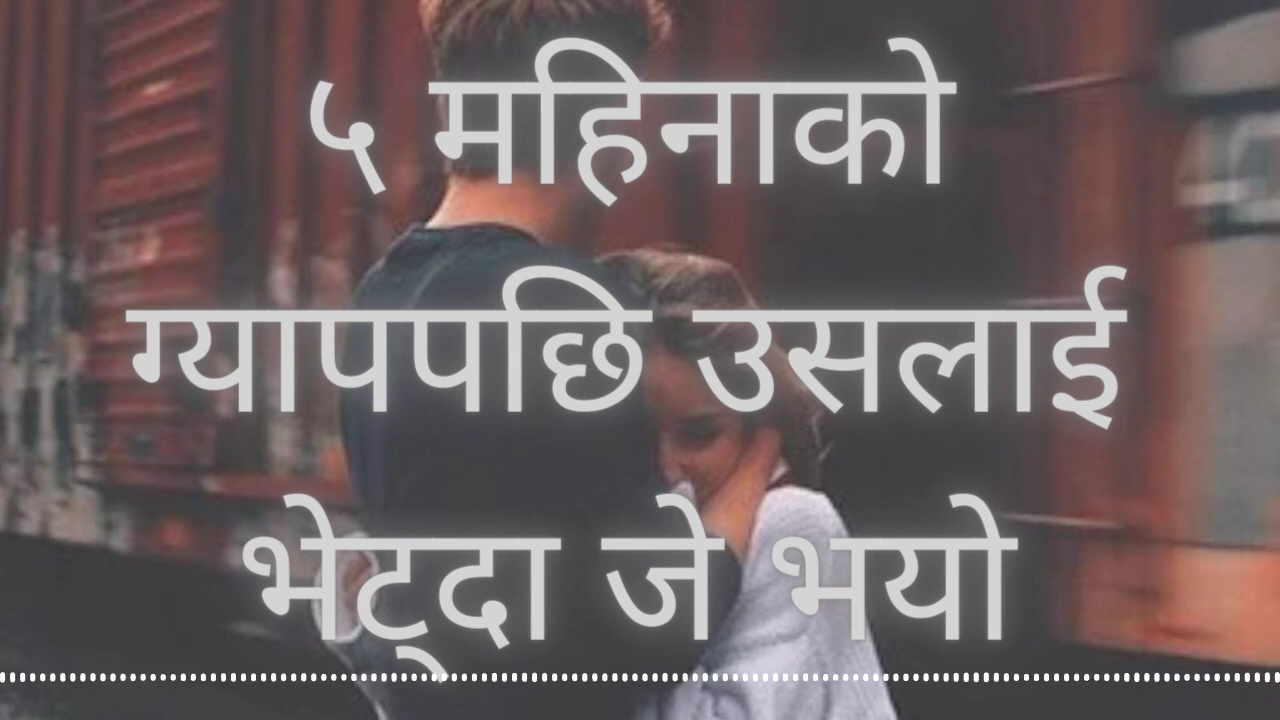 ५ महिनाको
ग्यापपछि उसलाई
भेट्दा जे भयो